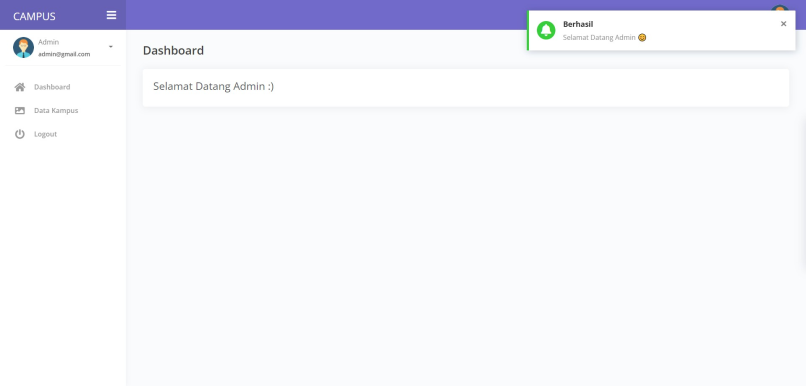 CAMPUS
Admin
admin@gmail.com
Dashboard
Data Kampus
Logout
Dashboard
Selamat Datang Admin :)
Berhasil
Selamat Datang Admin 😊
×